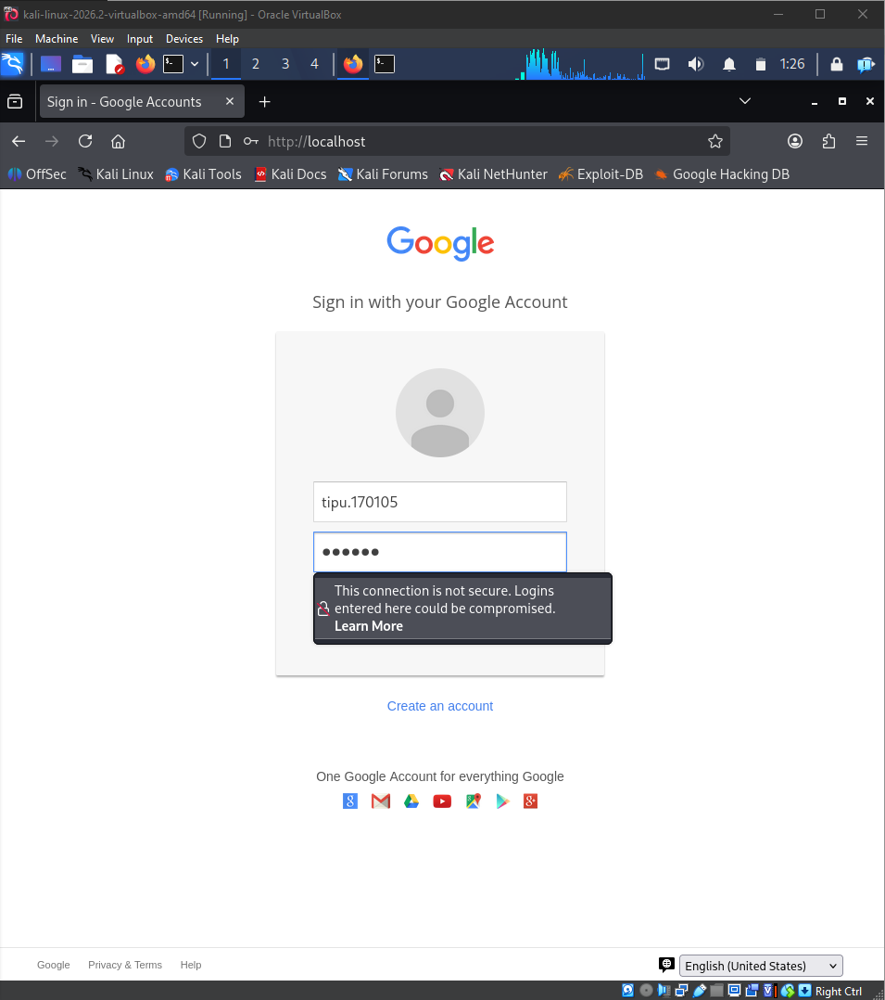 kali-linux-2026.2-virtualbox-amd64 [Running] - Oracle VirtualBox
File Machine View Input Devices Help
1 2 3 4 1:26
Sign in - Google Accounts
http://localhost
OffSec Kali Linux Kali Tools Kali Docs Kali Forums Kali NetHunter Exploit-DB Google Hacking DB
Google
Sign in with your Google Account
tipu.170105
••••••
This connection is not secure. Logins
entered here could be compromised.
Learn More
Create an account
One Google Account for everything Google
Google Privacy & Terms Help English (United States)
Right Ctrl